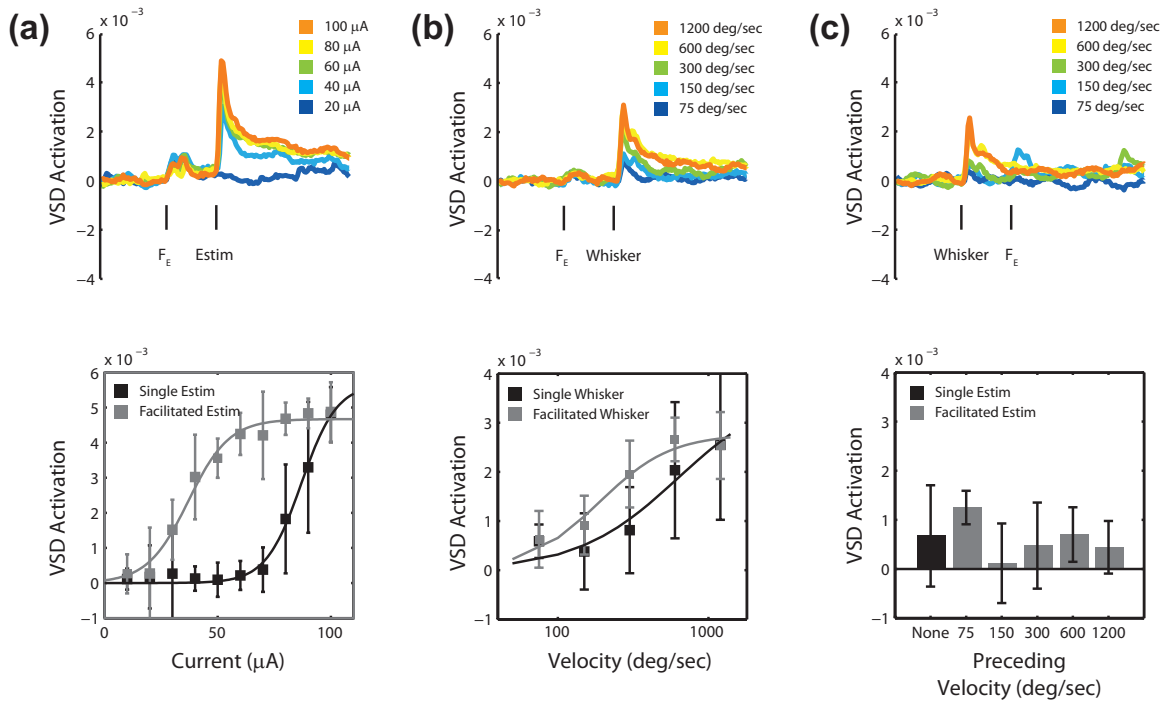 (a)
x 10⁻³
6
4
2
0
−2
−4
VSD Activation
100 µA
80 µA
60 µA
40 µA
20 µA
F_E
Estim
(b)
x 10⁻³
6
4
2
0
−2
−4
VSD Activation
1200 deg/sec
600 deg/sec
300 deg/sec
150 deg/sec
75 deg/sec
F_E
Whisker
(c)
x 10⁻³
6
4
2
0
−2
−4
VSD Activation
1200 deg/sec
600 deg/sec
300 deg/sec
150 deg/sec
75 deg/sec
Whisker
F_E
x 10⁻³
6
5
4
3
2
1
0
−1
VSD Activation
Single Estim
Facilitated Estim
0
50
100
Current (µA)
x 10⁻³
4
3
2
1
0
−1
VSD Activation
Single Whisker
Facilitated Whisker
100
1000
Velocity (deg/sec)
x 10⁻³
4
3
2
1
0
−1
VSD Activation
Single Estim
Facilitated Estim
None 75 150 300 600 1200
Preceding
Velocity (deg/sec)